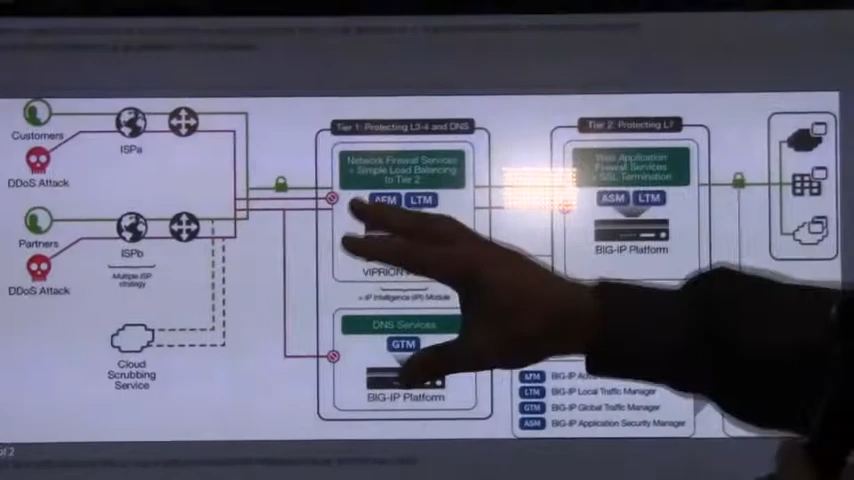 Customers
ISPa
DDoS Attack
Partners
ISPb
DDoS Attack
Multiple ISP
strategy
Cloud
Scrubbing
Service
Tier 1: Protecting L3-4 and DNS
Network Firewall Services
+ Simple Load Balancing
to Tier 2
AFM
LTM
VIPRION
+ IP Intelligence (IPI) Module
DNS Services
GTM
BIG-IP Platform
Tier 2: Protecting L7
Web Application
Firewall Services
+ SSL Termination
ASM
LTM
BIG-IP Platform
AFM
BIG-IP
LTM
BIG-IP Local Traffic Manager
GTM
BIG-IP Global Traffic Manager
ASM
BIG-IP Application Security Manager
of 2